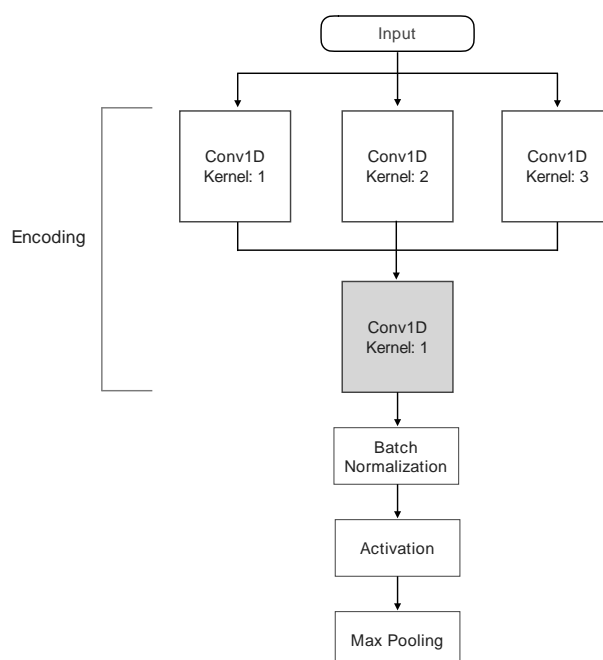 Input
Conv1D
Kernel: 1
Conv1D
Kernel: 2
Conv1D
Kernel: 3
Encoding
Conv1D
Kernel: 1
Batch
Normalization
Activation
Max Pooling